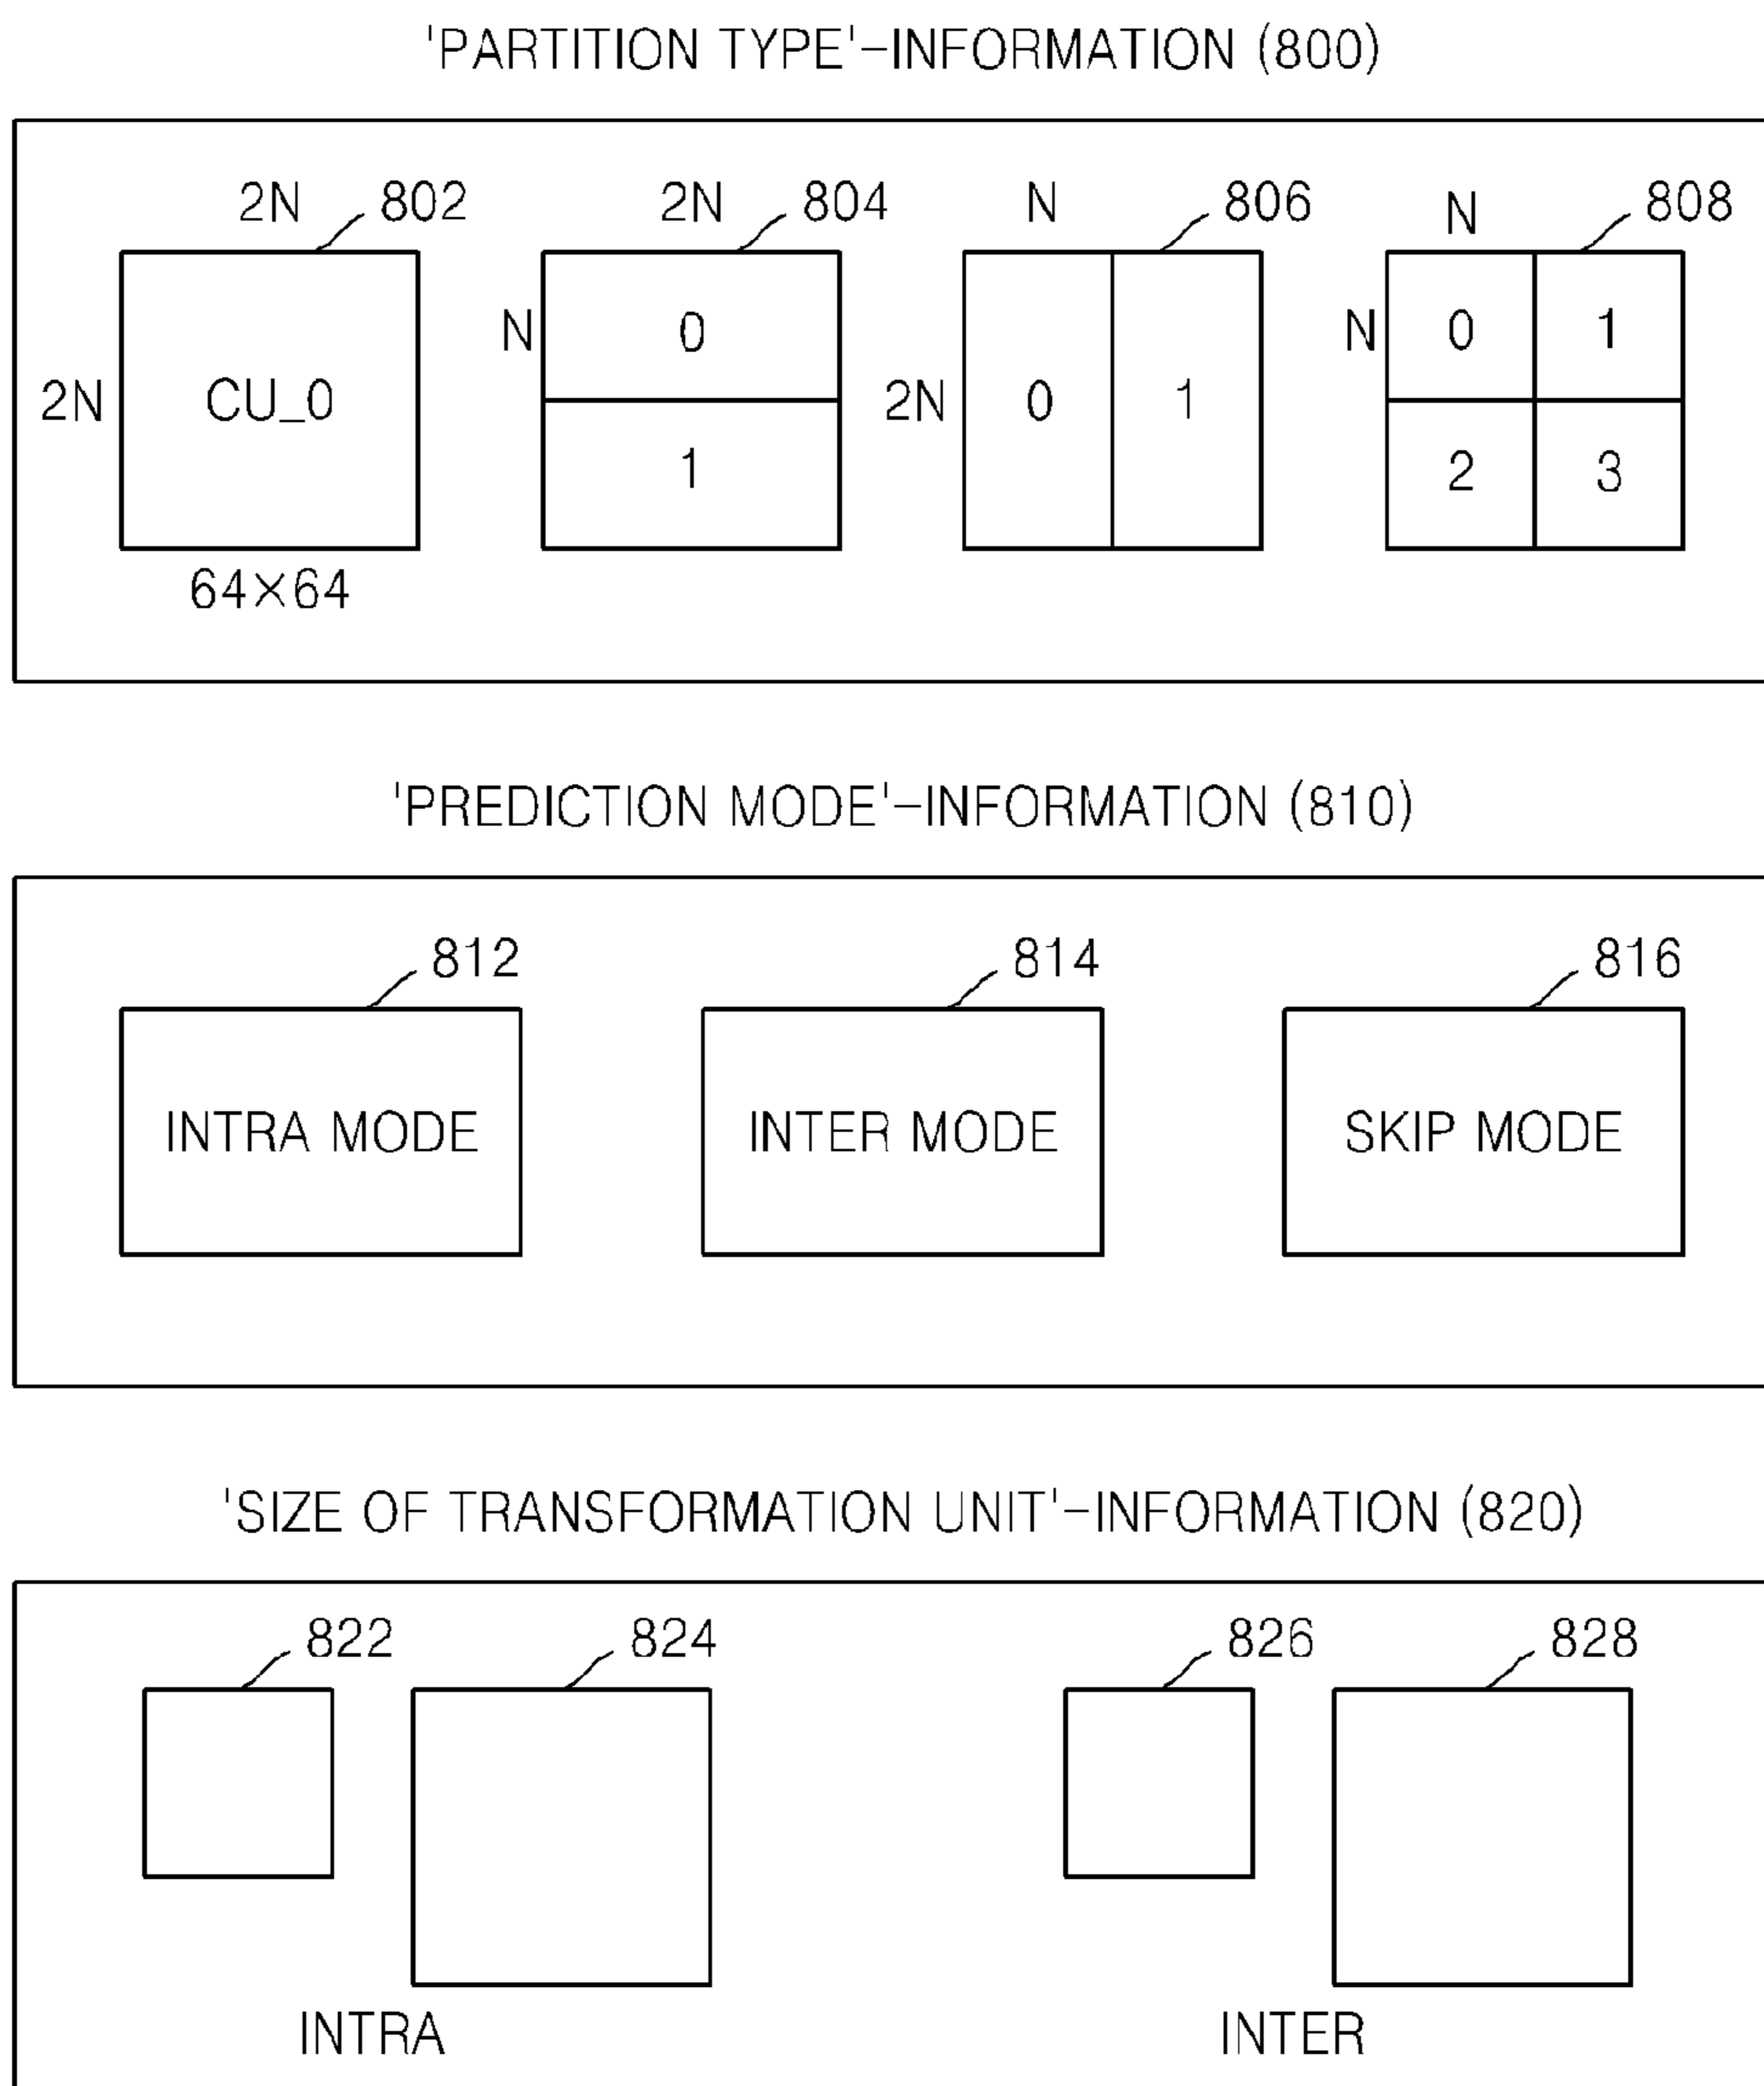 'PARTITION TYPE'-INFORMATION (800)
2N 802 2N 804 N 806 N 808
2N CU_0 N 0 1 2N 0 1 N 0 1 2 3
64×64
'PREDICTION MODE'-INFORMATION (810)
812 814 816
INTRA MODE INTER MODE SKIP MODE
'SIZE OF TRANSFORMATION UNIT'-INFORMATION (820)
822 824 826 828
INTRA INTER